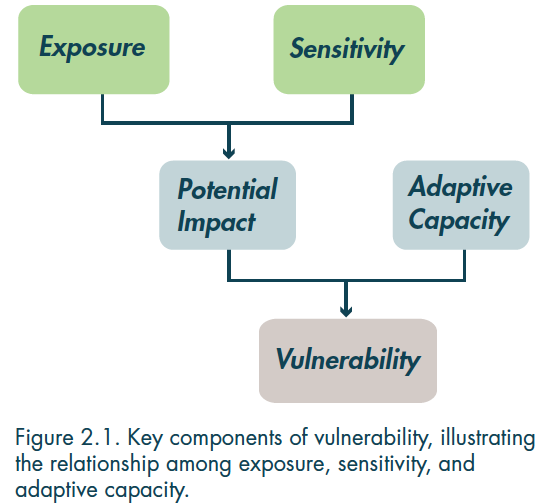 Exposure
Sensitivity
Potential
Impact
Adaptive
Capacity
Vulnerability
Figure 2.1. Key components of vulnerability, illustrating
the relationship among exposure, sensitivity, and
adaptive capacity.